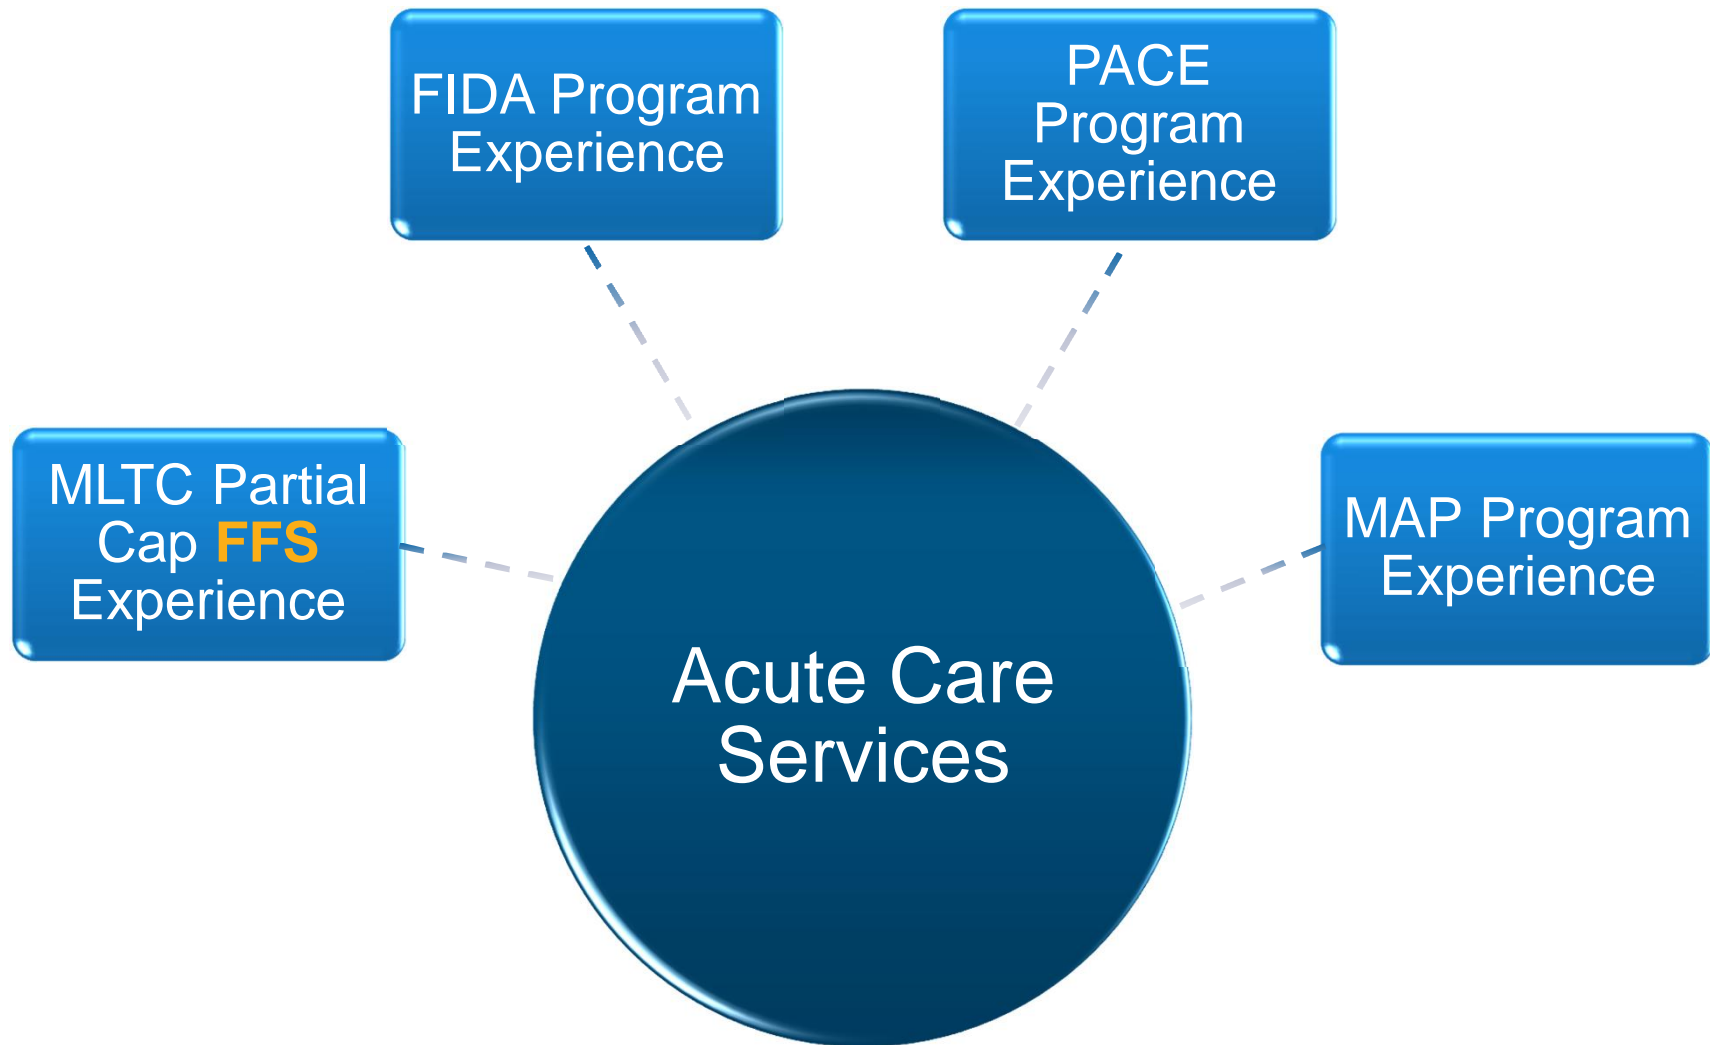 FIDA Program
Experience
PACE
Program
Experience
MLTC Partial
Cap FFS
Experience
MAP Program
Experience
Acute Care
Services